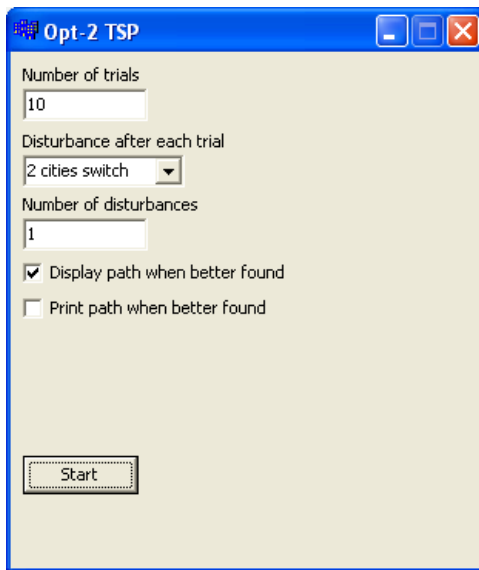 Opt-2 TSP
Number of trials
10
Disturbance after each trial
2 cities switch
Number of disturbances
1
Display path when better found
Print path when better found
Start